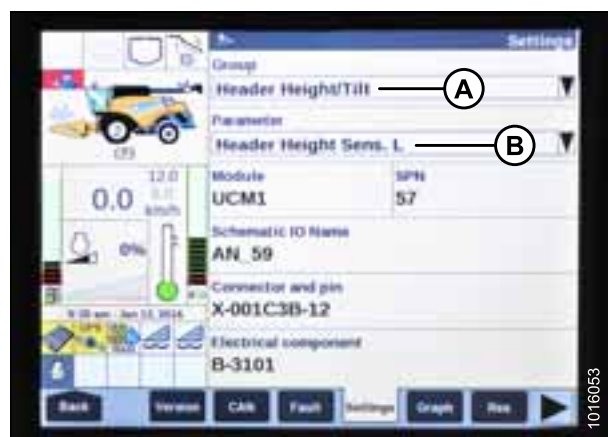 Settings
Group
Header Height/Tilt
A
Parameter
Header Height Sens. L
B
(F)
12.0
0.0
km/h
0%
Module
UCM1
SPN
57
Schematic IO Name
AN_59
Connector and pin
X-001C3B-12
Electrical component
B-3101
Back
Version
CAN
Fault
Settings
Graph
Res
1016053